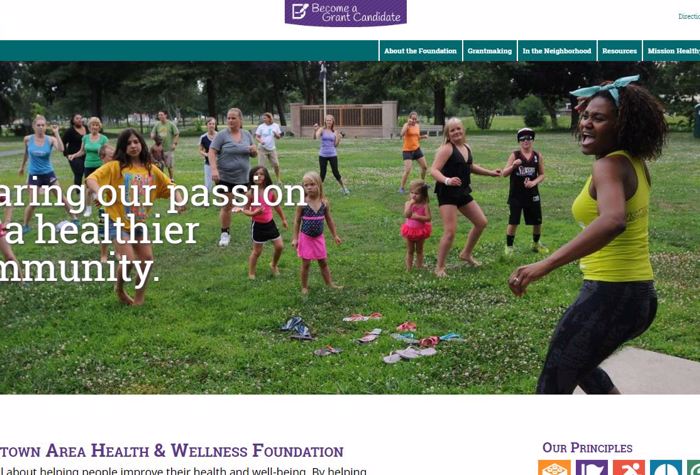 Become a
Grant Candidate
Directi
About the Foundation
Grantmaking
In the Neighborhood
Resources
Mission Health
aring our passion
a healthier
mmunity.
town Area Health & Wellness Foundation
Our Principles
l about helping people improve their health and well-being. By helping